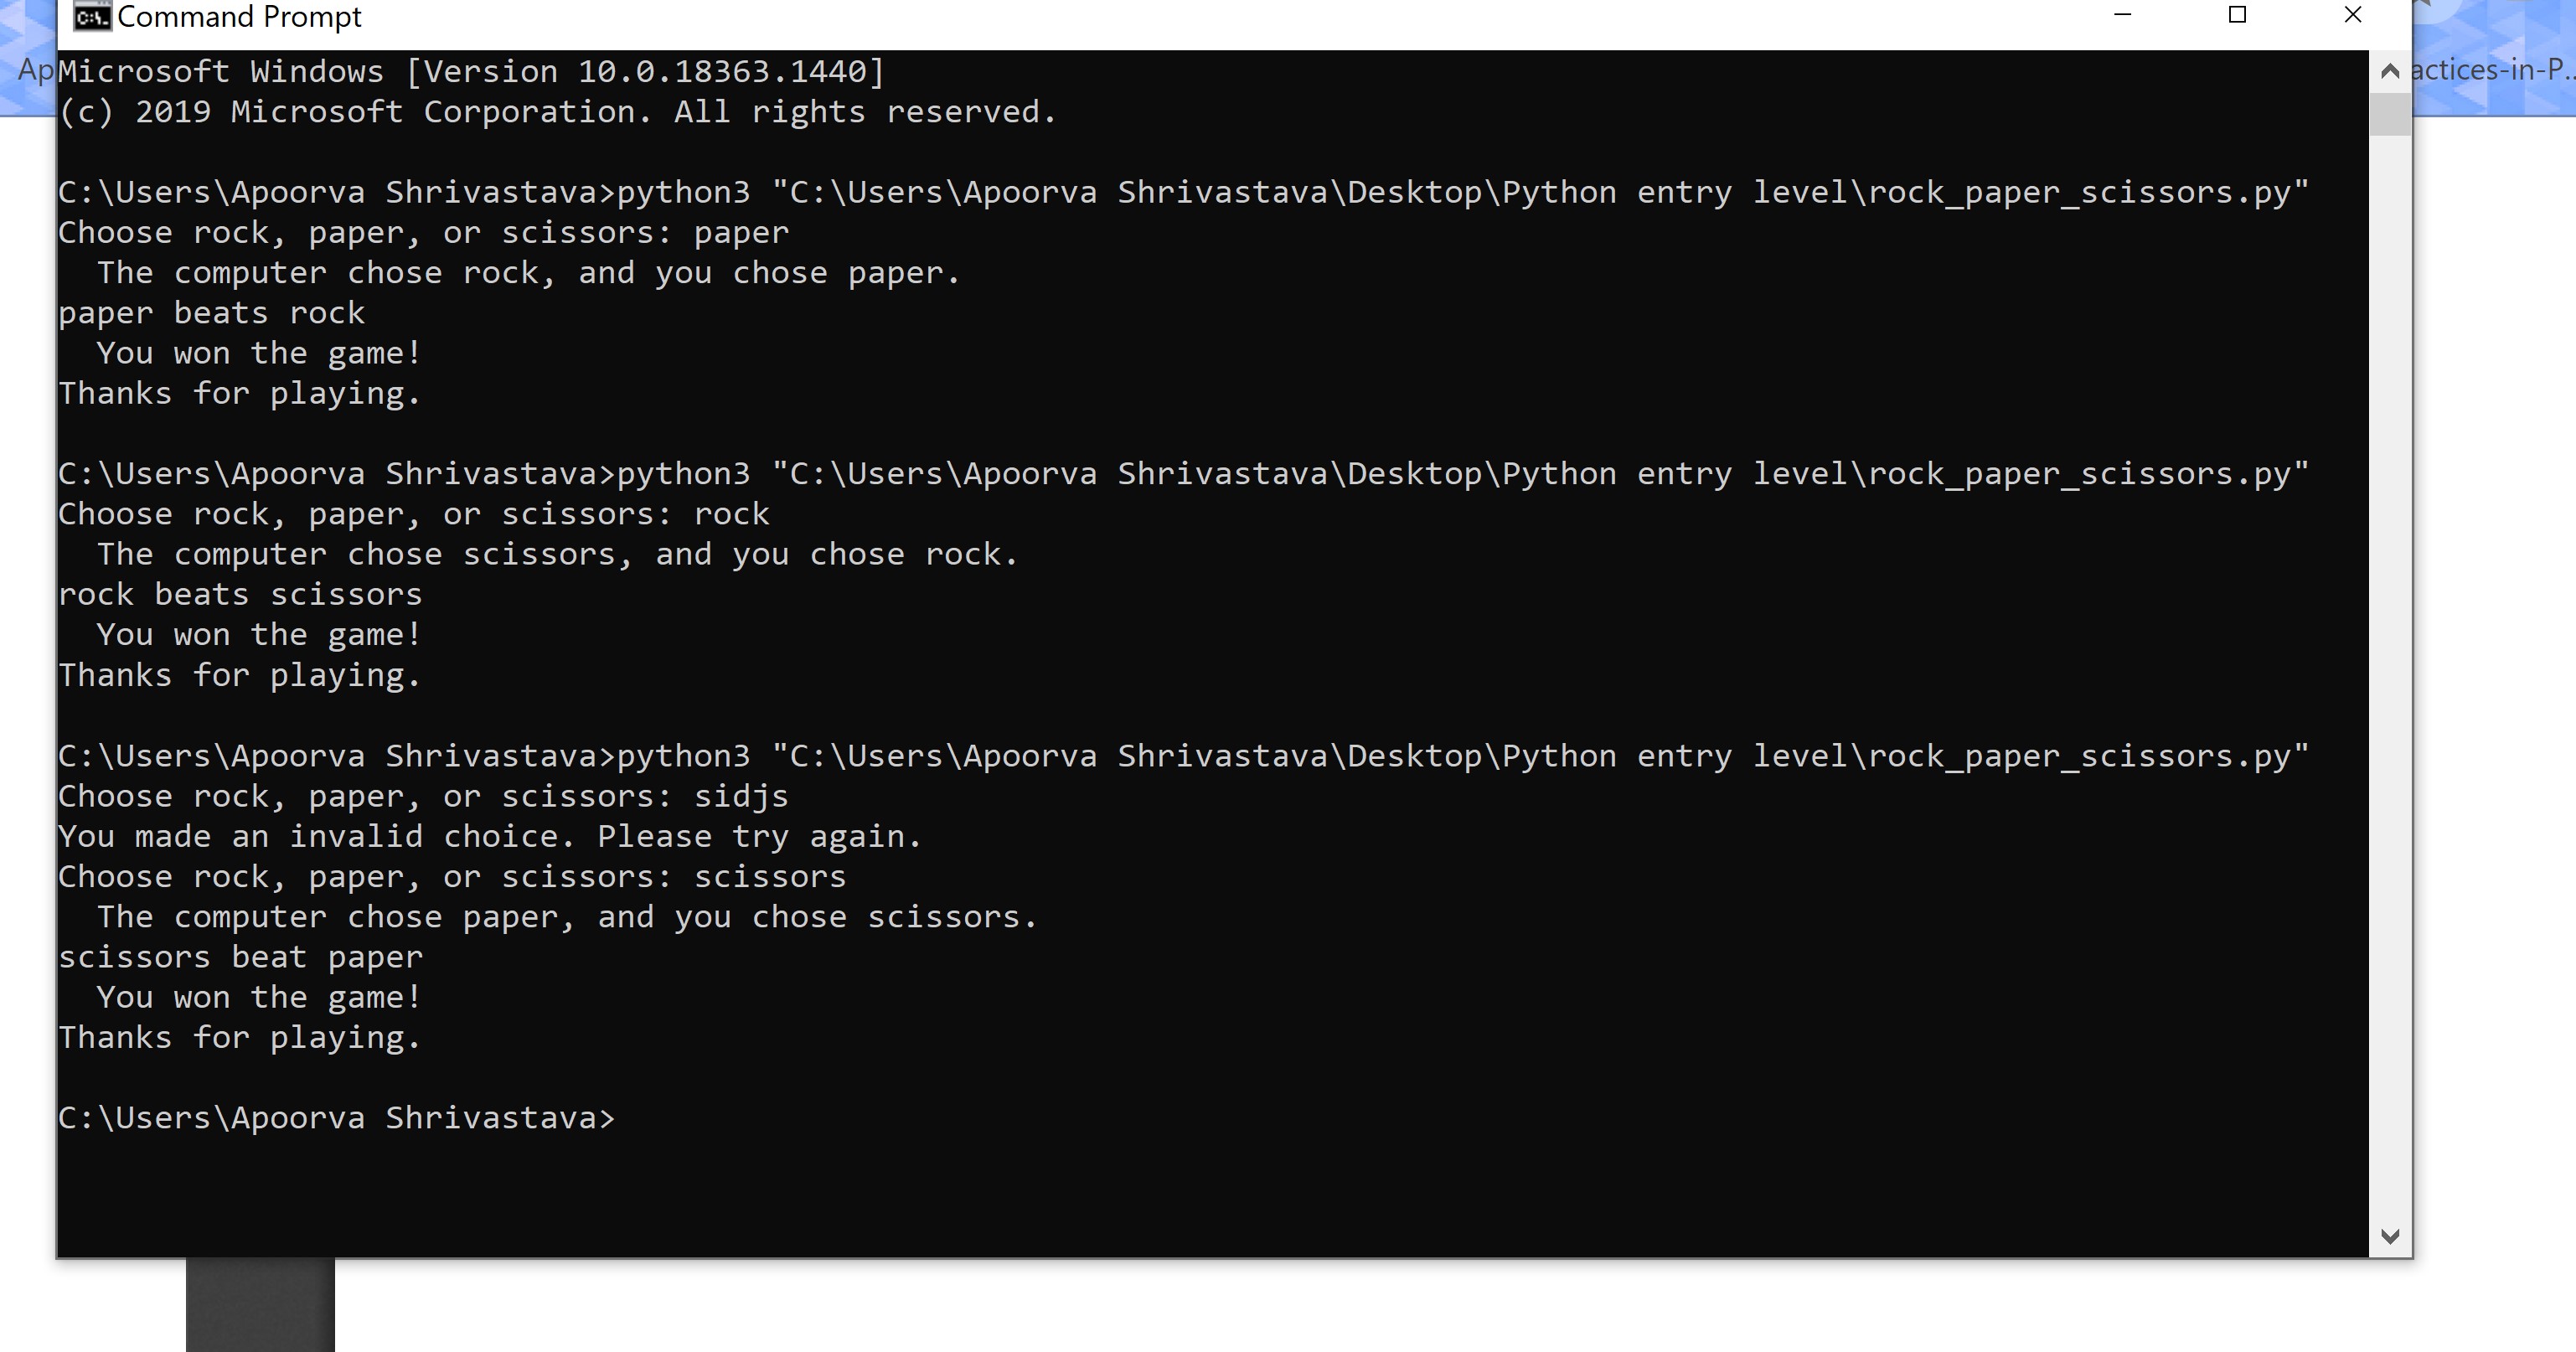 Command Prompt
Ap
actices-in-P...
Microsoft Windows [Version 10.0.18363.1440]
(c) 2019 Microsoft Corporation. All rights reserved.
C:\Users\Apoorva Shrivastava>python3 "C:\Users\Apoorva Shrivastava\Desktop\Python entry level\rock_paper_scissors.py"
Choose rock, paper, or scissors: paper
  The computer chose rock, and you chose paper.
paper beats rock
  You won the game!
Thanks for playing.
C:\Users\Apoorva Shrivastava>python3 "C:\Users\Apoorva Shrivastava\Desktop\Python entry level\rock_paper_scissors.py"
Choose rock, paper, or scissors: rock
  The computer chose scissors, and you chose rock.
rock beats scissors
  You won the game!
Thanks for playing.
C:\Users\Apoorva Shrivastava>python3 "C:\Users\Apoorva Shrivastava\Desktop\Python entry level\rock_paper_scissors.py"
Choose rock, paper, or scissors: sidjs
You made an invalid choice. Please try again.
Choose rock, paper, or scissors: scissors
  The computer chose paper, and you chose scissors.
scissors beat paper
  You won the game!
Thanks for playing.
C:\Users\Apoorva Shrivastava>